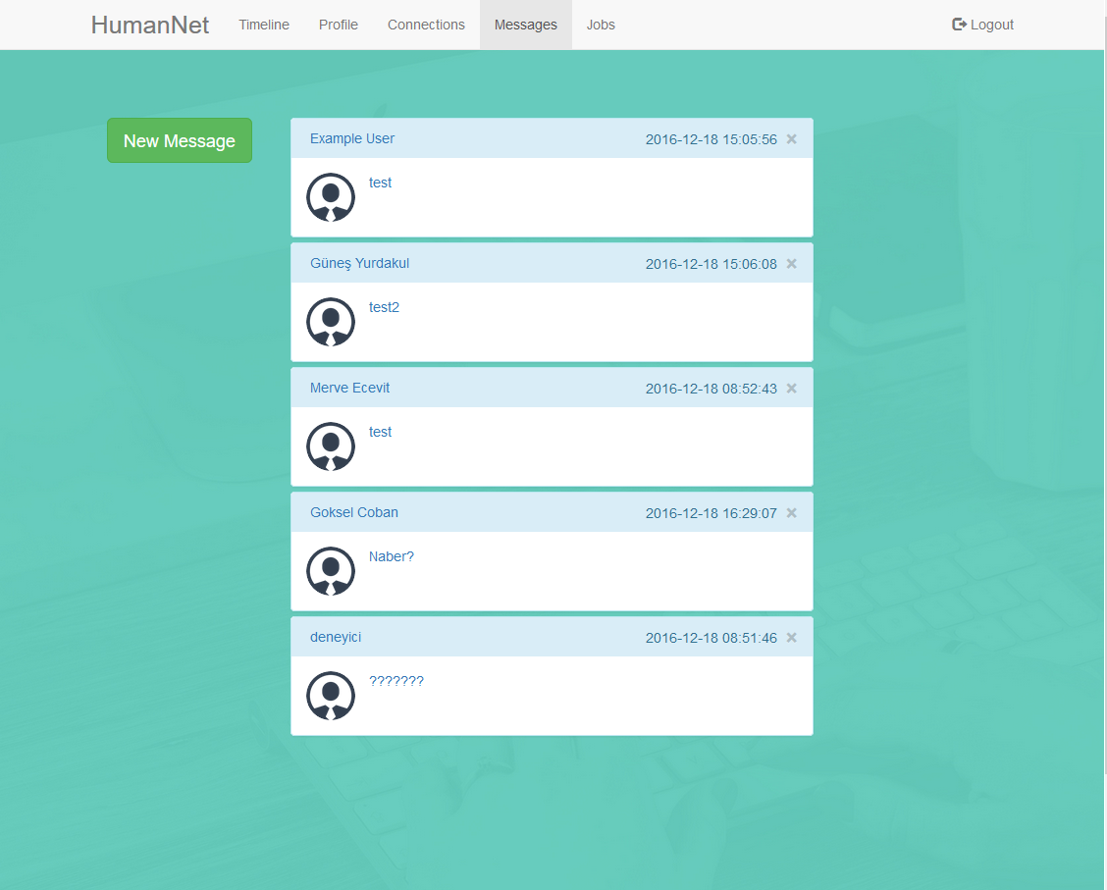 HumanNet Timeline Profile Connections Messages Jobs Logout
New Message
Example User 2016-12-18 15:05:56 ×
test
Güneş Yurdakul 2016-12-18 15:06:08 ×
test2
Merve Ecevit 2016-12-18 08:52:43 ×
test
Goksel Coban 2016-12-18 16:29:07 ×
Naber?
deneyici 2016-12-18 08:51:46 ×
???????